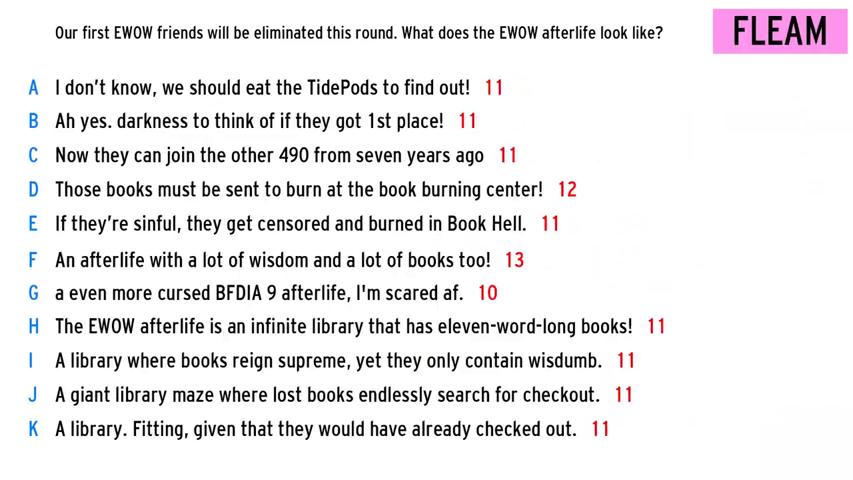 Our first EWOW friends will be eliminated this round. What does the EWOW afterlife look like?
FLEAM
A I don't know, we should eat the TidePods to find out! 11
B Ah yes. darkness to think of if they got 1st place! 11
C Now they can join the other 490 from seven years ago 11
D Those books must be sent to burn at the book burning center! 12
E If they're sinful, they get censored and burned in Book Hell. 11
F An afterlife with a lot of wisdom and a lot of books too! 13
G a even more cursed BFDIA 9 afterlife, I'm scared af. 10
H The EWOW afterlife is an infinite library that has eleven-word-long books! 11
I A library where books reign supreme, yet they only contain wisdumb. 11
J A giant library maze where lost books endlessly search for checkout. 11
K A library. Fitting, given that they would have already checked out. 11